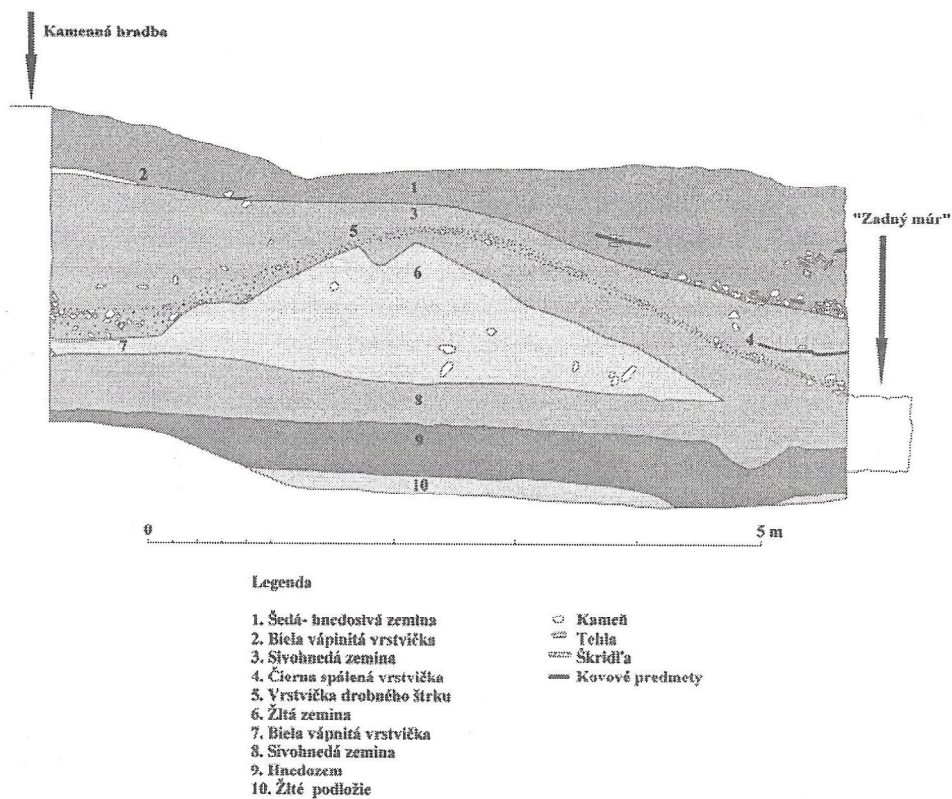 Kamenná hradba
2
1
3
5
"Zadný múr"
6
4
7
8
9
10
0
5 m
Legenda
1. Šedá- hnedosivá zemina
2. Biela vápinitá vrstvička
3. Sivohnedá zemina
4. Čierna spálená vrstvička
5. Vrstvička drobného štrku
6. Žltá zemina
7. Biela vápnitá vrstvička
8. Sivohnedá zemina
9. Hnedozem
10. Žlté podložie
Kameň
Tehla
Škridľa
Kovové predmety